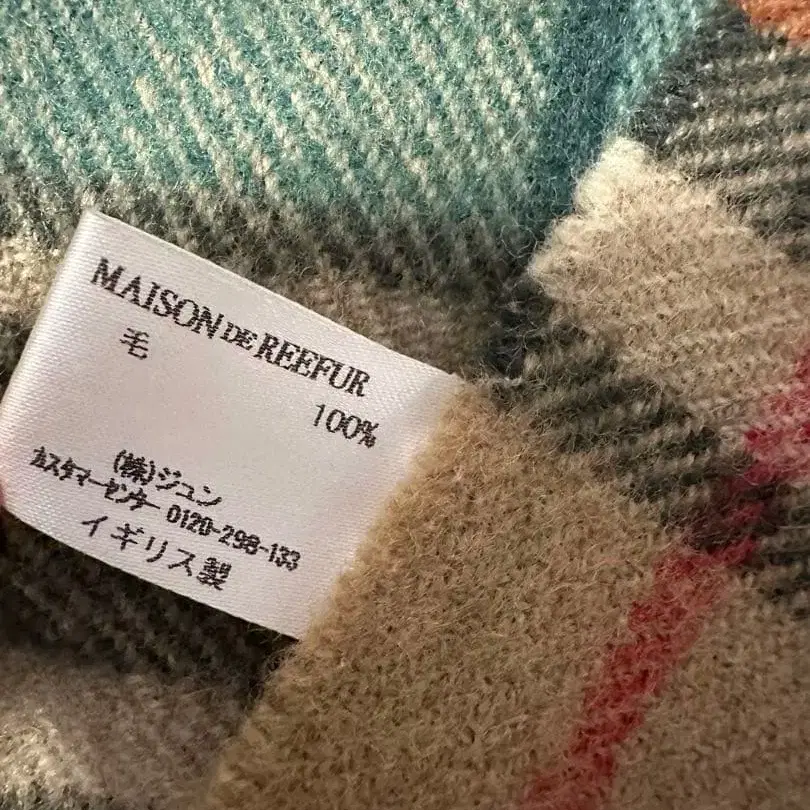 MAISON DE REEFUR
毛
100%
(株)ジュン
カスタマーセンター 0120-298-133
イギリス製